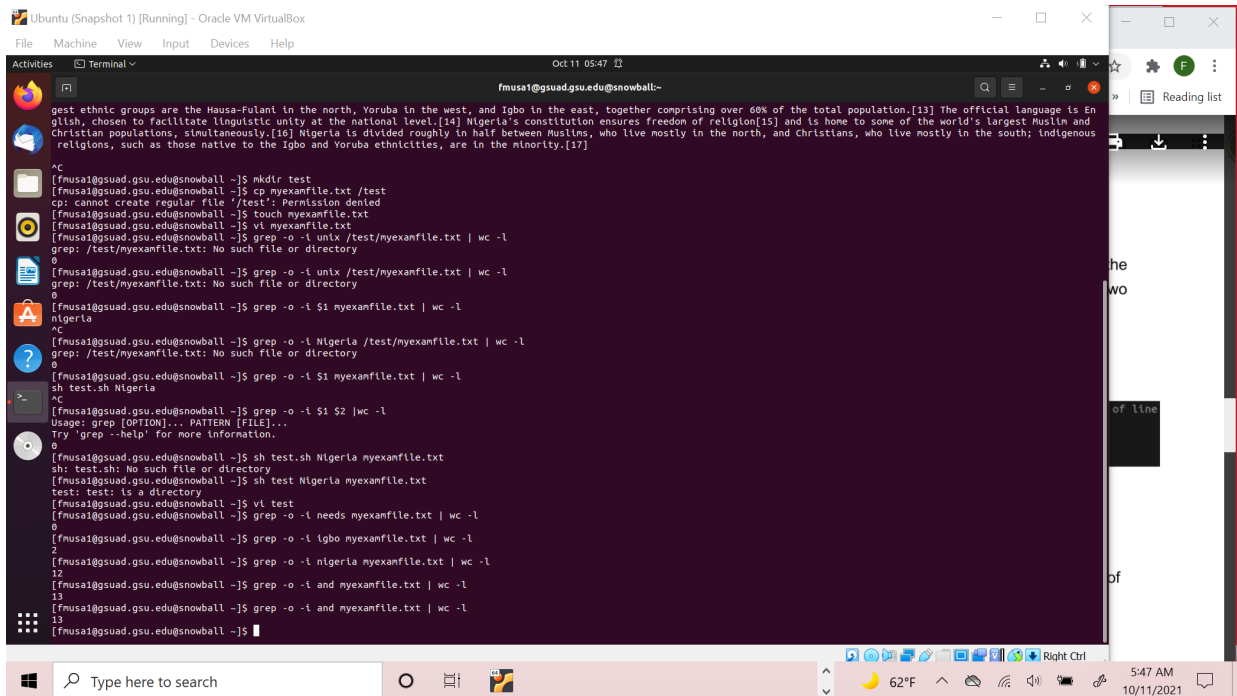 Ubuntu (Snapshot 1) [Running] - Oracle VM VirtualBox
File Machine View Input Devices Help
Activities Terminal Oct 11 05:47
fmusa1@gsuad.gsu.edu@snowball:~
F
» Reading list
gest ethnic groups are the Hausa-Fulani in the north, Yoruba in the west, and Igbo in the east, together comprising over 60% of the total population.[13] The official language is En
glish, chosen to facilitate linguistic unity at the national level.[14] Nigeria's constitution ensures freedom of religion[15] and is home to some of the world's largest Muslim and
Christian populations, simultaneously.[16] Nigeria is divided roughly in half between Muslims, who live mostly in the north, and Christians, who live mostly in the south; indigenous
religions, such as those native to the Igbo and Yoruba ethnicities, are in the minority.[17]
^C
[fmusa1@gsuad.gsu.edu@snowball ~]$ mkdir test
[fmusa1@gsuad.gsu.edu@snowball ~]$ cp myexamfile.txt /test
cp: cannot create regular file ‘/test’: Permission denied
[fmusa1@gsuad.gsu.edu@snowball ~]$ touch myexamfile.txt
[fmusa1@gsuad.gsu.edu@snowball ~]$ vi myexamfile.txt
[fmusa1@gsuad.gsu.edu@snowball ~]$ grep -o -i unix /test/myexamfile.txt | wc -l
grep: /test/myexamfile.txt: No such file or directory
0
[fmusa1@gsuad.gsu.edu@snowball ~]$ grep -o -i unix /test/myexamfile.txt | wc -l
grep: /test/myexamfile.txt: No such file or directory
0
[fmusa1@gsuad.gsu.edu@snowball ~]$ grep -o -i $1 myexamfile.txt | wc -l
nigeria
^C
[fmusa1@gsuad.gsu.edu@snowball ~]$ grep -o -i Nigeria /test/myexamfile.txt | wc -l
grep: /test/myexamfile.txt: No such file or directory
0
[fmusa1@gsuad.gsu.edu@snowball ~]$ grep -o -i $1 myexamfile.txt | wc -l
sh test.sh Nigeria
^C
[fmusa1@gsuad.gsu.edu@snowball ~]$ grep -o -i $1 $2 |wc -l
Usage: grep [OPTION]... PATTERN [FILE]...
Try 'grep --help' for more information.
0
[fmusa1@gsuad.gsu.edu@snowball ~]$ sh test.sh Nigeria myexamfile.txt
sh: test.sh: No such file or directory
[fmusa1@gsuad.gsu.edu@snowball ~]$ sh test Nigeria myexamfile.txt
test: test: is a directory
[fmusa1@gsuad.gsu.edu@snowball ~]$ vi test
[fmusa1@gsuad.gsu.edu@snowball ~]$ grep -o -i needs myexamfile.txt | wc -l
0
[fmusa1@gsuad.gsu.edu@snowball ~]$ grep -o -i igbo myexamfile.txt | wc -l
2
[fmusa1@gsuad.gsu.edu@snowball ~]$ grep -o -i nigeria myexamfile.txt | wc -l
12
[fmusa1@gsuad.gsu.edu@snowball ~]$ grep -o -i and myexamfile.txt | wc -l
13
[fmusa1@gsuad.gsu.edu@snowball ~]$ grep -o -i and myexamfile.txt | wc -l
13
[fmusa1@gsuad.gsu.edu@snowball ~]$
the
wo
of line
of
Right Ctrl
Type here to search
62°F
5:47 AM
10/11/2021